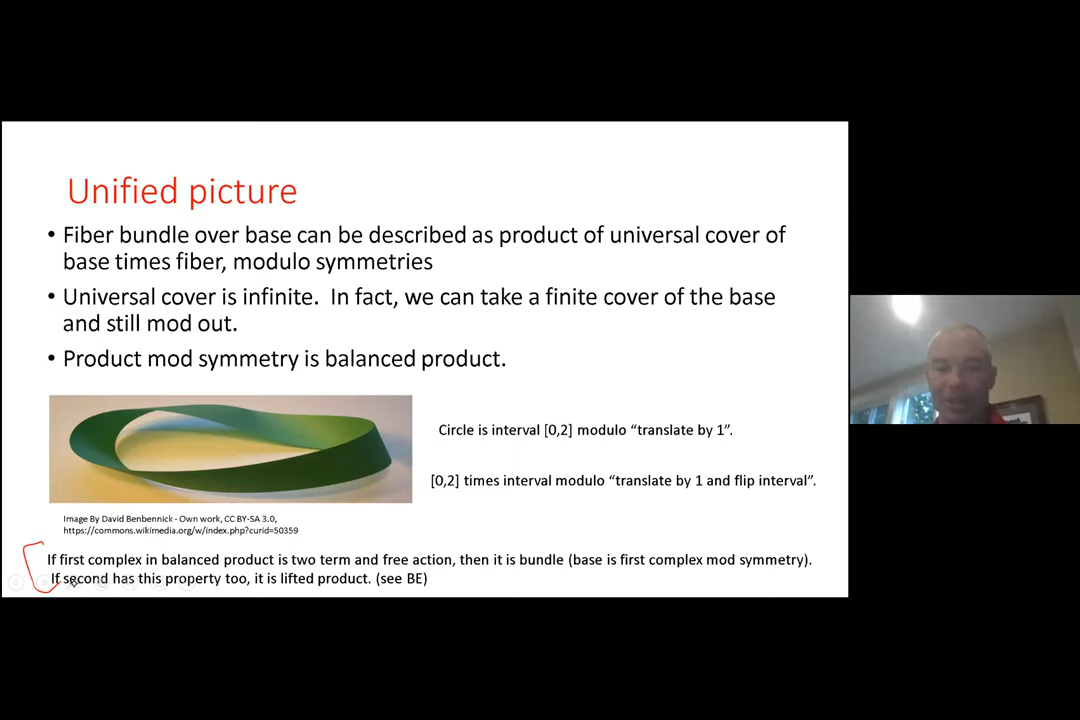 Unified picture
• Fiber bundle over base can be described as product of universal cover of
base times fiber, modulo symmetries
• Universal cover is infinite.  In fact, we can take a finite cover of the base
and still mod out.
• Product mod symmetry is balanced product.
Circle is interval [0,2] modulo “translate by 1”.
[0,2] times interval modulo “translate by 1 and flip interval”.
Image By David Benbennick - Own work, CC BY-SA 3.0,
https://commons.wikimedia.org/w/index.php?curid=50359
If first complex in balanced product is two term and free action, then it is bundle (base is first complex mod symmetry).
If second has this property too, it is lifted product. (see BE)